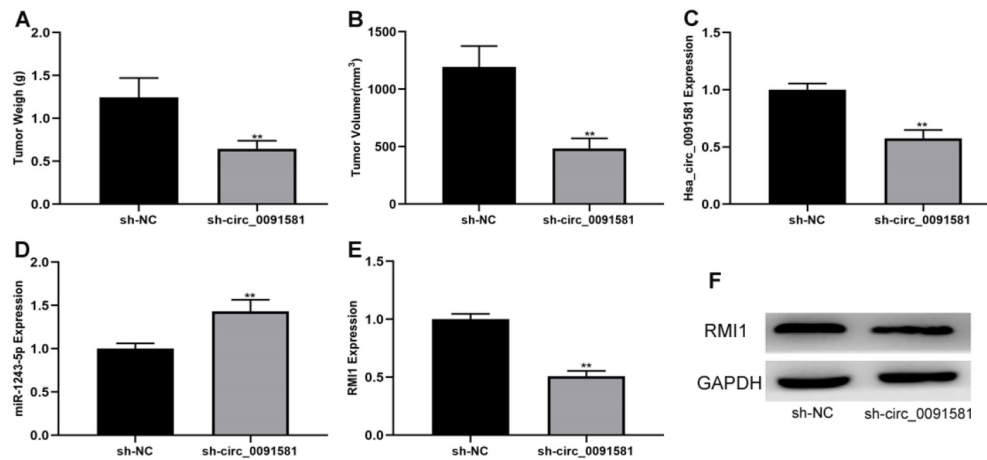 A
Tumor Weigh (g)
2.0
1.5
1.0
0.5
0.0
**
sh-NC sh-circ_0091581
B
Tumor Volumer(mm³)
1500
1000
500
0
**
sh-NC sh-circ_0091581
C
Hsa_circ_0091581 Expression
1.5
1.0
0.5
0.0
**
sh-NC sh-circ_0091581
D
miR-1243-5p Expression
2.0
1.5
1.0
0.5
0.0
**
sh-NC sh-circ_0091581
E
RMI1 Expression
1.5
1.0
0.5
0.0
**
sh-NC sh-circ_0091581
F
RMI1
GAPDH
sh-NC sh-circ_0091581